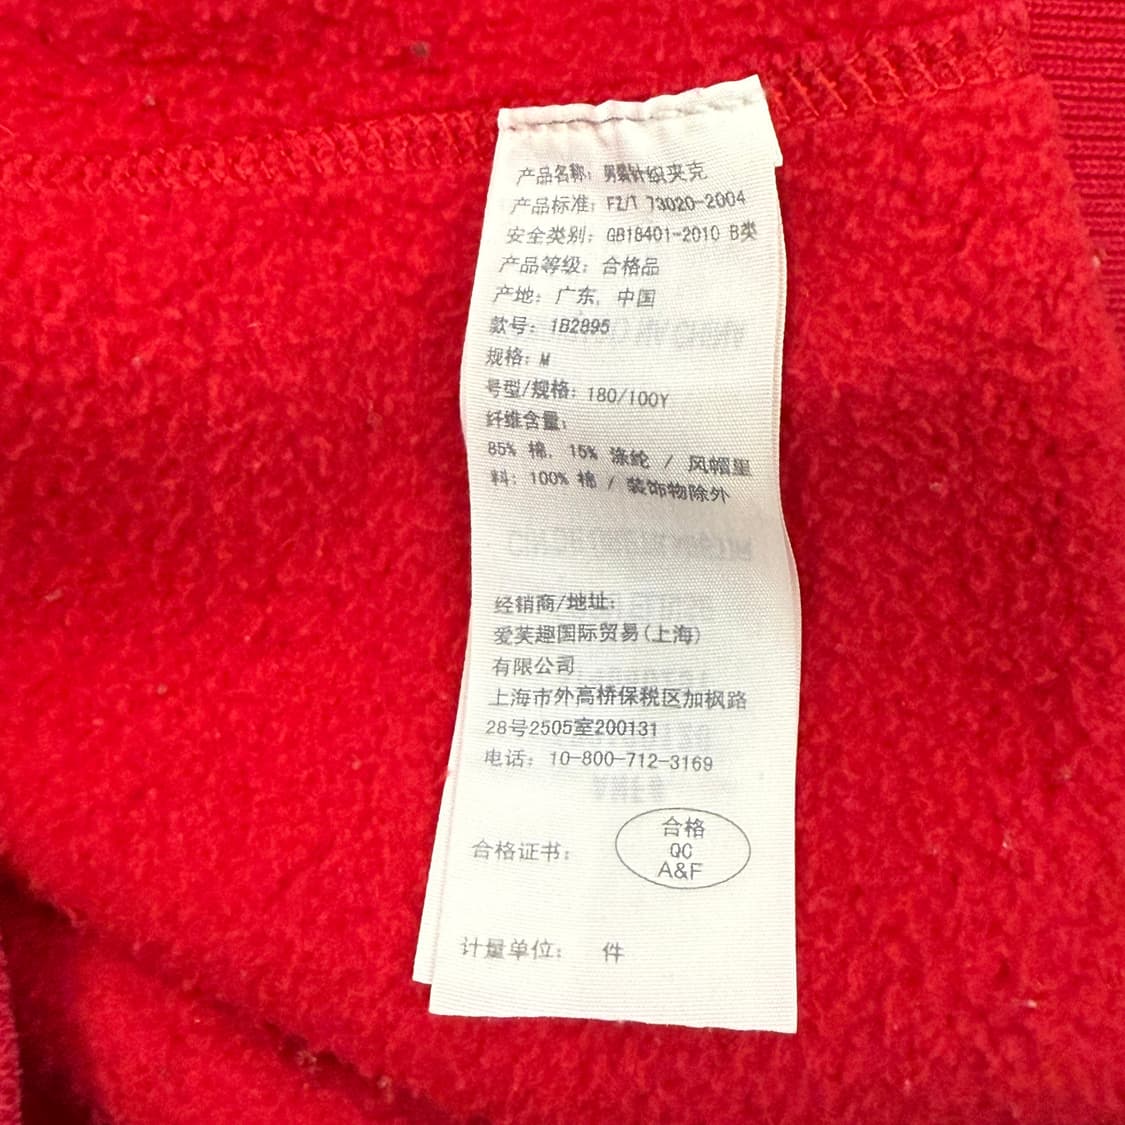 产品名称：男装针织夹克
产品标准：FZ/T 73020-2004
安全类别：GB18401-2010 B类
产品等级：合格品
产地：广东，中国
款号：1B2895
规格：M
号型/规格：180/100Y
纤维含量：
85% 棉，15% 涤纶 / 风帽里
料：100% 棉 / 装饰物除外
经销商/地址：
爱芙趣国际贸易(上海)
有限公司
上海市外高桥保税区加枫路
28号2505室200131
电话：10-800-712-3169
合格证书：
合格
QC
A&F
计量单位： 件